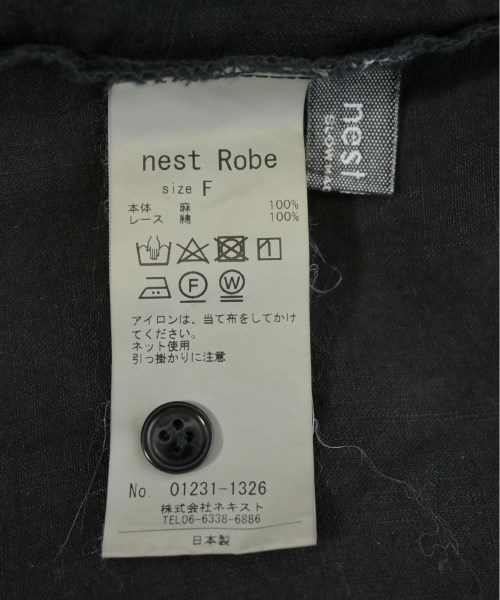 nest Robe
size F
本体 麻 100%
レース 綿 100%
F W
アイロンは、当て布をしてかけ
てください。
ネット使用
引っ掛かりに注意
No. 01231-1326
株式会社ネキスト
TEL06-6338-6886
日本製
nest